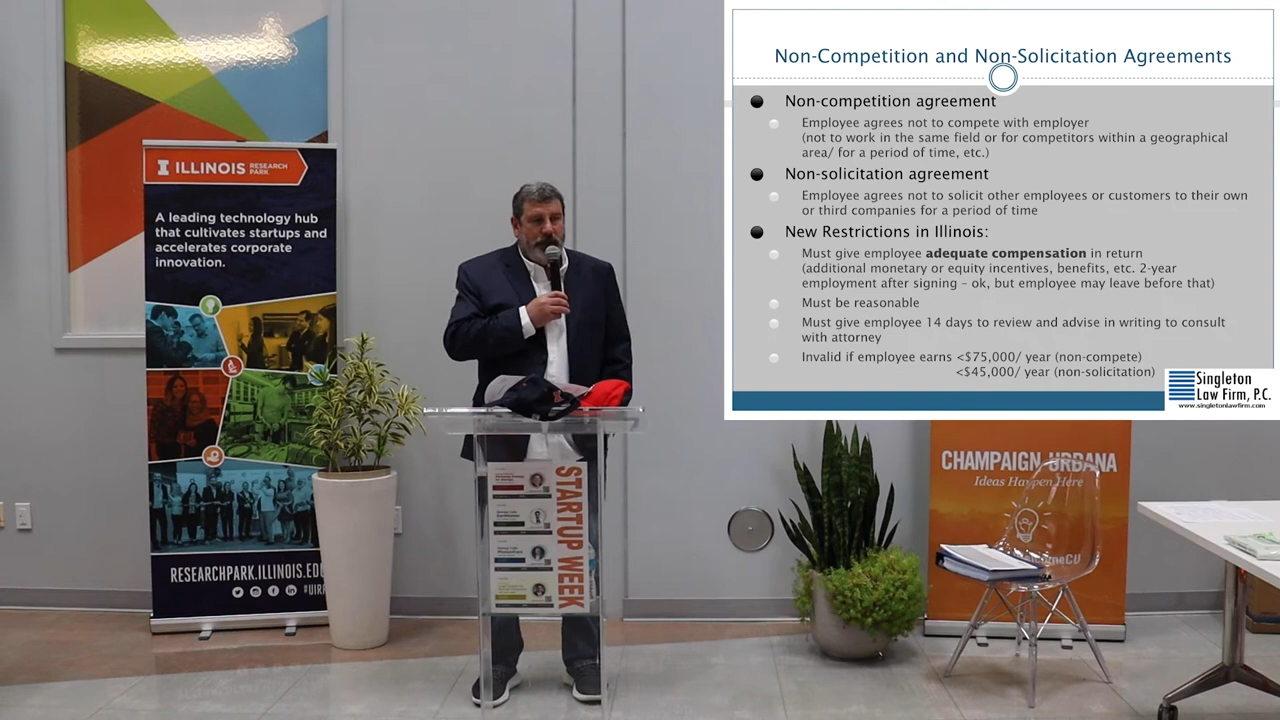 ILLINOIS RESEARCH PARK
A leading technology hub
that cultivates startups and
accelerates corporate
innovation.
RESEARCHPARK.ILLINOIS.EDU
STARTUP WEEK
Non-Competition and Non-Solicitation Agreements
Non-competition agreement
Employee agrees not to compete with employer
(not to work in the same field or for competitors within a geographical
area/ for a period of time, etc.)
Non-solicitation agreement
Employee agrees not to solicit other employees or customers to their own
or third companies for a period of time
New Restrictions in Illinois:
Must give employee adequate compensation in return
(additional monetary or equity incentives, benefits, etc. 2-year
employment after signing – ok, but employee may leave before that)
Must be reasonable
Must give employee 14 days to review and advise in writing to consult
with attorney
Invalid if employee earns <$75,000/ year (non-compete)
<$45,000/ year (non-solicitation)
Singleton
Law Firm, P.C.
www.singletonlawfirm.com
CHAMPAIGN URBANA
Ideas Happen Here